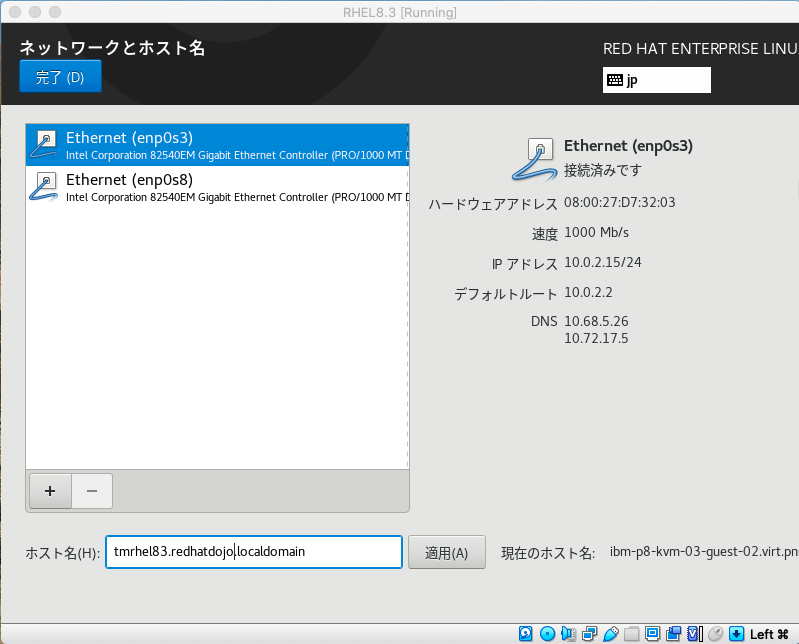 RHEL8.3 [Running]
ネットワークとホスト名
RED HAT ENTERPRISE LINU
完了 (D)
jp
Ethernet (enp0s3)
Intel Corporation 82540EM Gigabit Ethernet Controller (PRO/1000 MT D
Ethernet (enp0s8)
Intel Corporation 82540EM Gigabit Ethernet Controller (PRO/1000 MT D
Ethernet (enp0s3)
接続済みです
ハードウェアアドレス 08:00:27:D7:32:03
速度 1000 Mb/s
IP アドレス 10.0.2.15/24
デフォルトルート 10.0.2.2
DNS 10.68.5.26
10.72.17.5
ホスト名(H): tmrhel83.redhatdojo.localdomain 適用(A) 現在のホスト名: ibm-p8-kvm-03-guest-02.virt.pn
Left ⌘